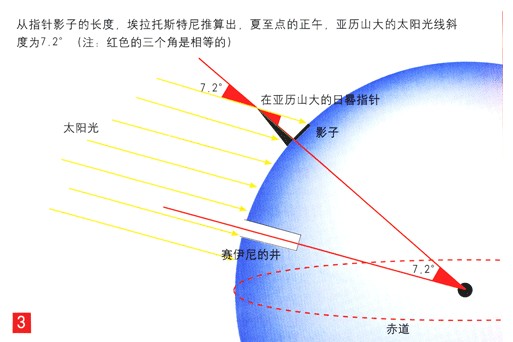 从指针影子的长度，埃拉托斯特尼推算出，夏至点的正午，亚历山大的太阳光线斜
度为7.2°（注：红色的三个角是相等的）
7.2°
在亚历山大的日晷指针
太阳光
影子
赛伊尼的井
7.2°
赤道
3